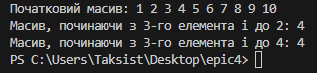 Початковий масив: 1 2 3 4 5 6 7 8 9 10
Масив, починаючи з 3-го елемента і до 2: 4
Масив, починаючи з 3-го елемента і до 4: 4
PS C:\Users\Taksist\Desktop\epic4>